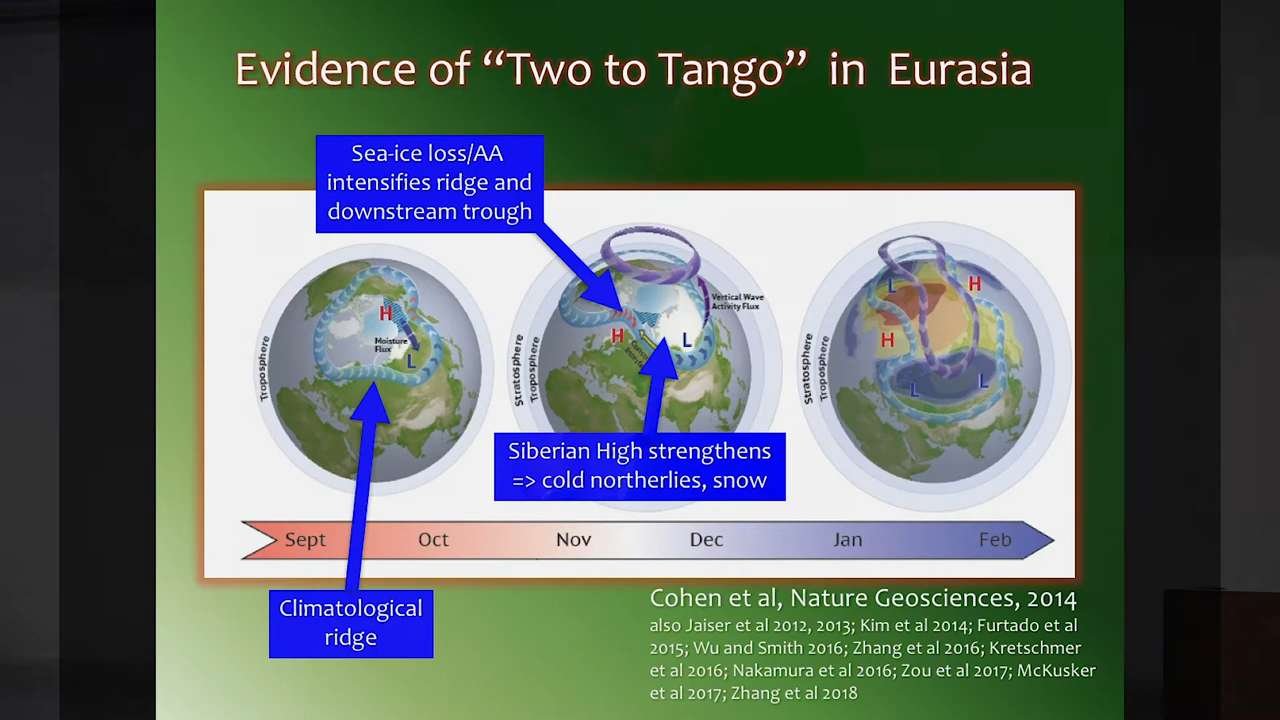 Evidence of “Two to Tango” in Eurasia
Sea-ice loss/AA
intensifies ridge and
downstream trough
Troposphere
H
Moisture
Flux
L
Stratosphere
Troposphere
H
L
Vertical Wave
Activity Flux
Stratosphere
Troposphere
L
H
H
L
L
Siberian High strengthens
=> cold northerlies, snow
Sept
Oct
Nov
Dec
Jan
Feb
Climatological
ridge
Cohen et al, Nature Geosciences, 2014
also Jaiser et al 2012, 2013; Kim et al 2014; Furtado et al
2015; Wu and Smith 2016; Zhang et al 2016; Kretschmer
et al 2016; Nakamura et al 2016; Zou et al 2017; McKusker
et al 2017; Zhang et al 2018